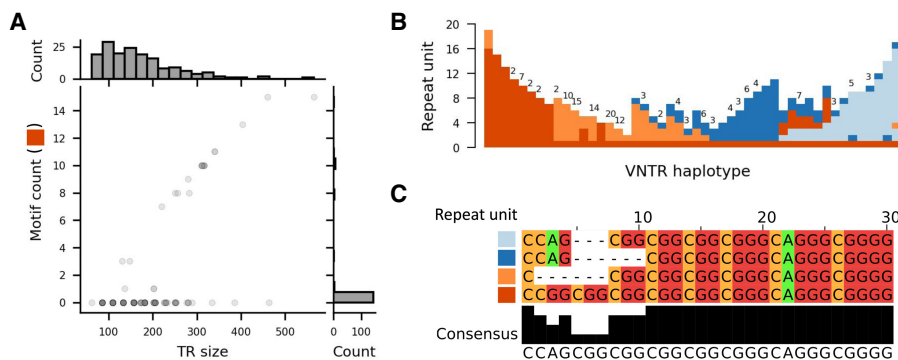 A
Count
25
0
Motif count ( )
14
12
10
8
6
4
2
0
100 200 300 400 500
TR size
0 100
Count
B
Repeat unit
20
16
12
8
4
0
2 7 2 2 2 10 15 14 20 12 3 2 4 3 6 3 4 3 6 4 7 3 5 3
VNTR haplotype
C
Repeat unit 10 20 30
CCAG---CGGCGGCGGCGGGCAGGGCGGGG
CCAG------CGGCGGCGGGCAGGGCGGGG
C------CGGCGGCGGCGGGCAGGGCGGGG
CCGGCGGCGGCGGCGGCGGGCAGGGCGGGG
Consensus
CCAGCGGCGGCGGCGGCGGGCAGGGCGGGG